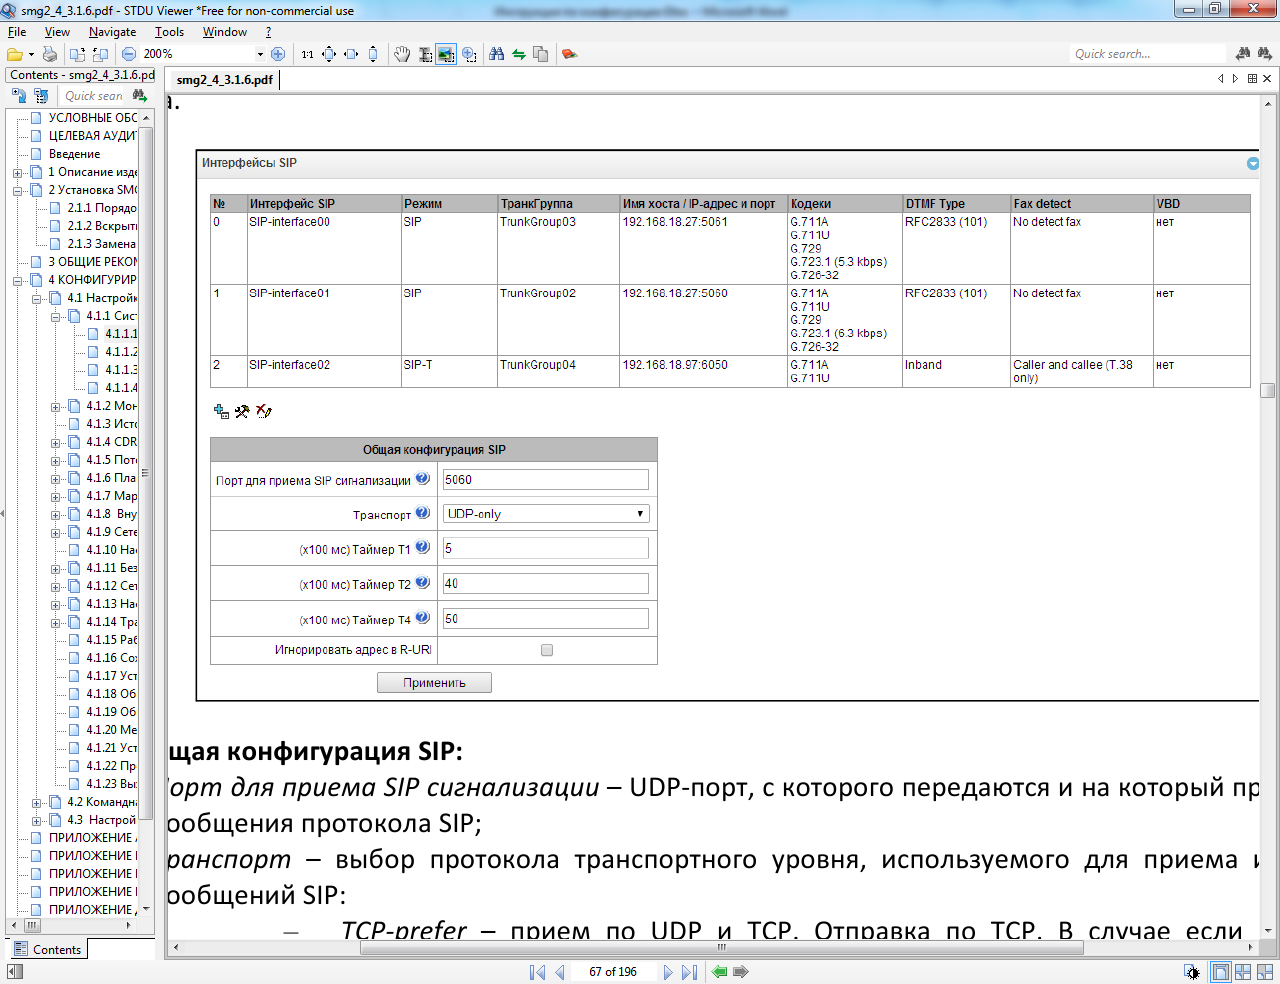 smg2_4_3.1.6.pdf - STDU Viewer *Free for non-commercial use
File View Navigate Tools Window ?
200%
1:1
Quick search...
Contents - smg2_4_3.1.6.pd
smg2_4_3.1.6.pdf
Quick sear
УСЛОВНЫЕ ОБО
ЦЕЛЕВАЯ АУДИ
Введение
1 Описание изде
2 Установка SMG
2.1.1 Порядо
2.1.2 Вскрыт
2.1.3 Замена
3 ОБЩИЕ РЕКОМ
4 КОНФИГУРИР
4.1 Настройк
4.1.1 Сист
4.1.1.1
4.1.1.2
4.1.1.3
4.1.1.4
4.1.2 Мон
4.1.3 Исто
4.1.4 CDR
4.1.5 Пото
4.1.6 Пла
4.1.7 Мар
4.1.8 Вну
4.1.9 Сете
4.1.10 Нас
4.1.11 Без
4.1.12 Сет
4.1.13 Нас
4.1.14 Тра
4.1.15 Раб
4.1.16 Сох
4.1.17 Уст
4.1.18 Об
4.1.19 Об
4.1.20 Ме
4.1.21 Уст
4.1.22 Пр
4.1.23 Вы
4.2 Командна
4.3 Настрой
ПРИЛОЖЕНИЕ
ПРИЛОЖЕНИЕ
ПРИЛОЖЕНИЕ
ПРИЛОЖЕНИЕ
ПРИЛОЖЕНИЕ
Contents
а.
Интерфейсы SIP
№ Интерфейс SIP Режим ТранкГруппа Имя хоста / IP-адрес и порт Кодеки DTMF Type Fax detect VBD
0 SIP-interface00 SIP TrunkGroup03 192.168.18.27:5061 G.711A RFC2833 (101) No detect fax нет
G.711U
G.729
G.723.1 (5.3 kbps)
G.726-32
1 SIP-interface01 SIP TrunkGroup02 192.168.18.27:5060 G.711A RFC2833 (101) No detect fax нет
G.711U
G.729
G.723.1 (6.3 kbps)
G.726-32
2 SIP-interface02 SIP-T TrunkGroup04 192.168.18.97:6050 G.711A Inband Caller and callee (T.38 нет
G.711U only)
Общая конфигурация SIP
Порт для приема SIP сигнализации 5060
Транспорт UDP-only
(x100 мс) Таймер T1 5
(x100 мс) Таймер T2 40
(x100 мс) Таймер T4 50
Игнорировать адрес в R-URI
Применить
щая конфигурация SIP:
орт для приема SIP сигнализации – UDP-порт, с которого передаются и на который пр
ообщения протокола SIP;
ранспорт – выбор протокола транспортного уровня, используемого для приема и
ообщений SIP:
– TCP-prefer – прием по UDP и TCP. Отправка по TCP. В случае если
67 of 196